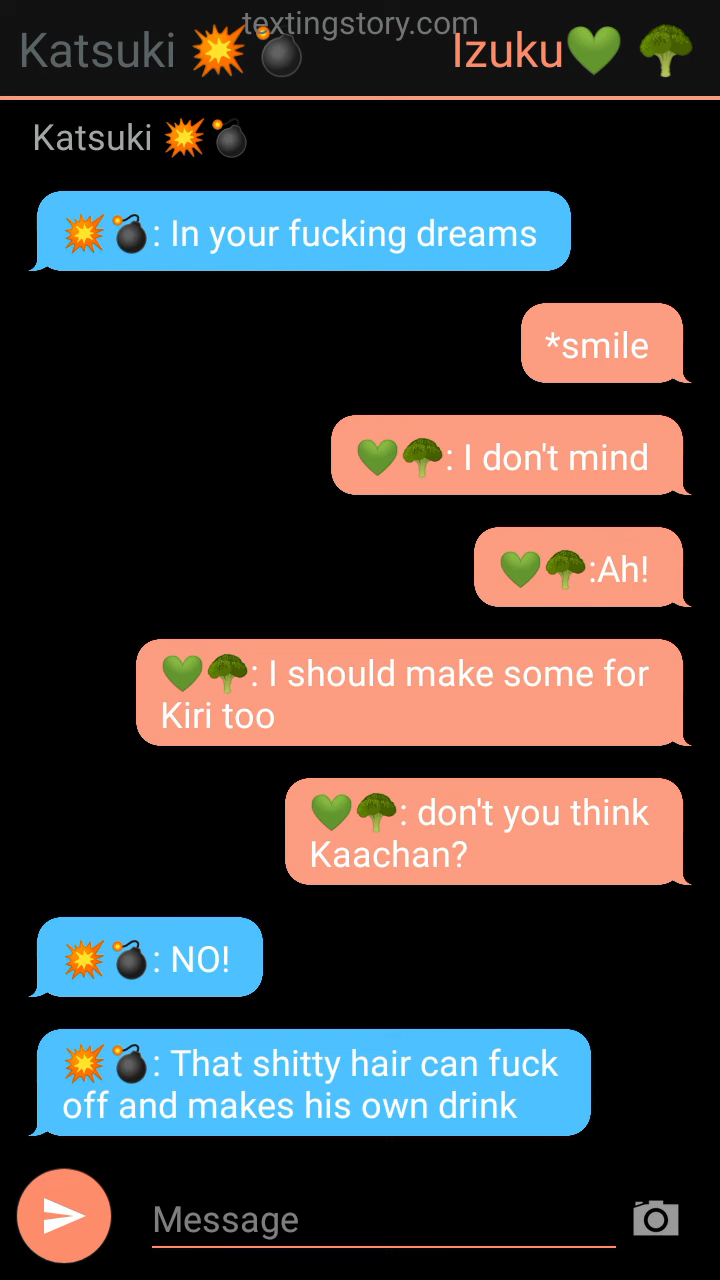 textingstory.com
Katsuki 💥💣 Izuku💚 🥦
Katsuki 💥💣
💥💣: In your fucking dreams
*smile
💚🥦: I don't mind
💚🥦:Ah!
💚🥦: I should make some for
Kiri too
💚🥦: don't you think
Kaachan?
💥💣: NO!
💥💣: That shitty hair can fuck
off and makes his own drink
Message